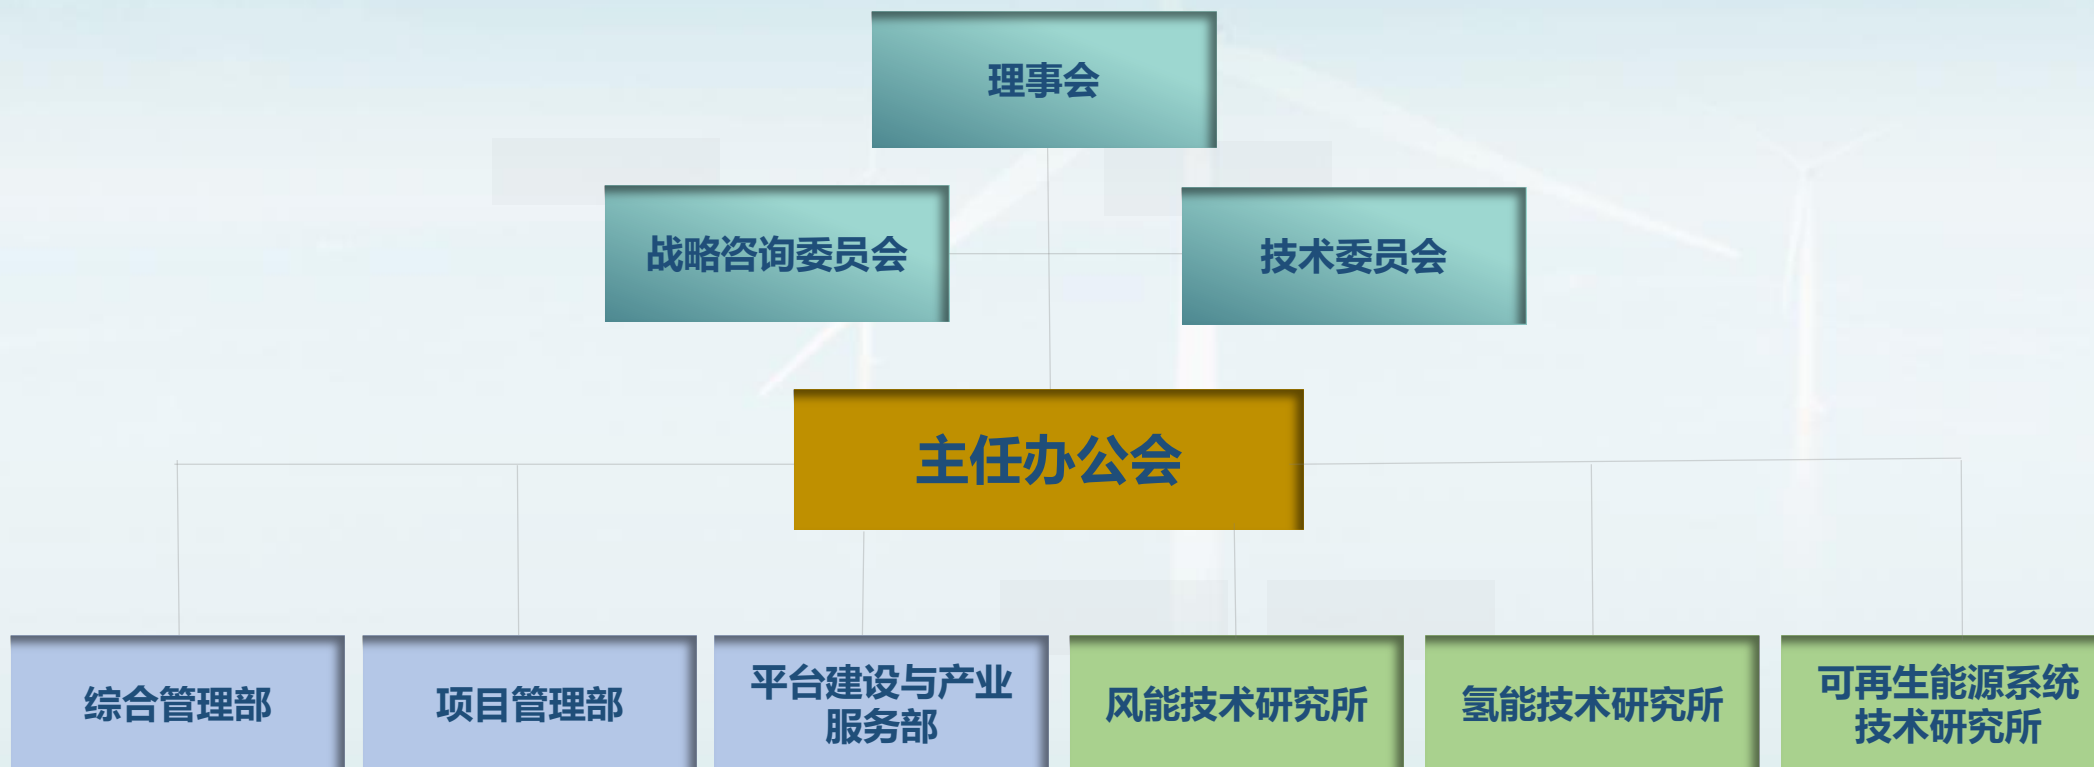 理事会
战略咨询委员会
技术委员会
主任办公会
综合管理部
项目管理部
平台建设与产业
服务部
风能技术研究所
氢能技术研究所
可再生能源系统
技术研究所